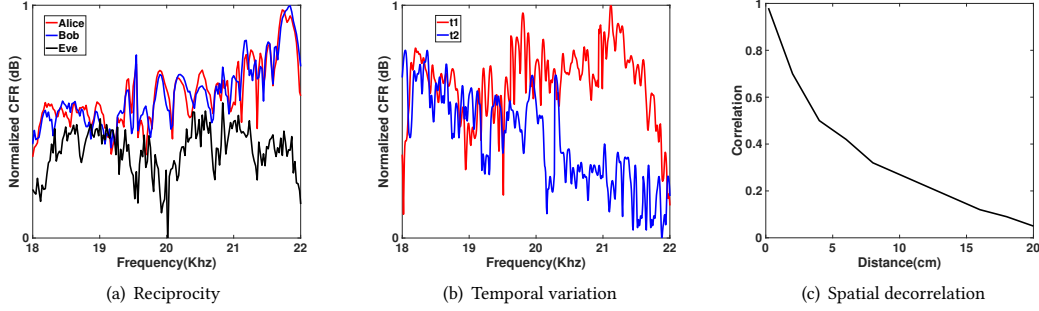 Normalized CFR (dB)
1
0
Alice
Bob
Eve
18
19
20
21
22
Frequency(Khz)
(a) Reciprocity
Normalized CFR (dB)
1
0
t1
t2
18
19
20
21
22
Frequency(Khz)
(b) Temporal variation
Correlation
1
0.8
0.6
0.4
0.2
0
0
5
10
15
20
Distance(cm)
(c) Spatial decorrelation